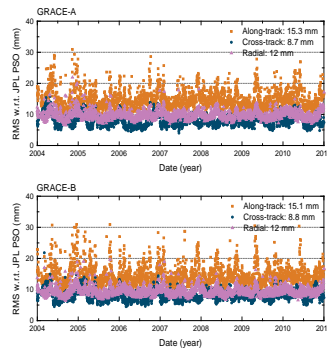 GRACE-A
RMS w.r.t. JPL PSO (mm)
40
30
20
10
0
Along-track: 15.3 mm
Cross-track: 8.7 mm
Radial: 12 mm
2004 2005 2006 2007 2008 2009 2010 201
Date (year)
GRACE-B
RMS w.r.t. JPL PSO (mm)
40
30
20
10
0
Along-track: 15.1 mm
Cross-track: 8.8 mm
Radial: 12 mm
2004 2005 2006 2007 2008 2009 2010 201
Date (year)